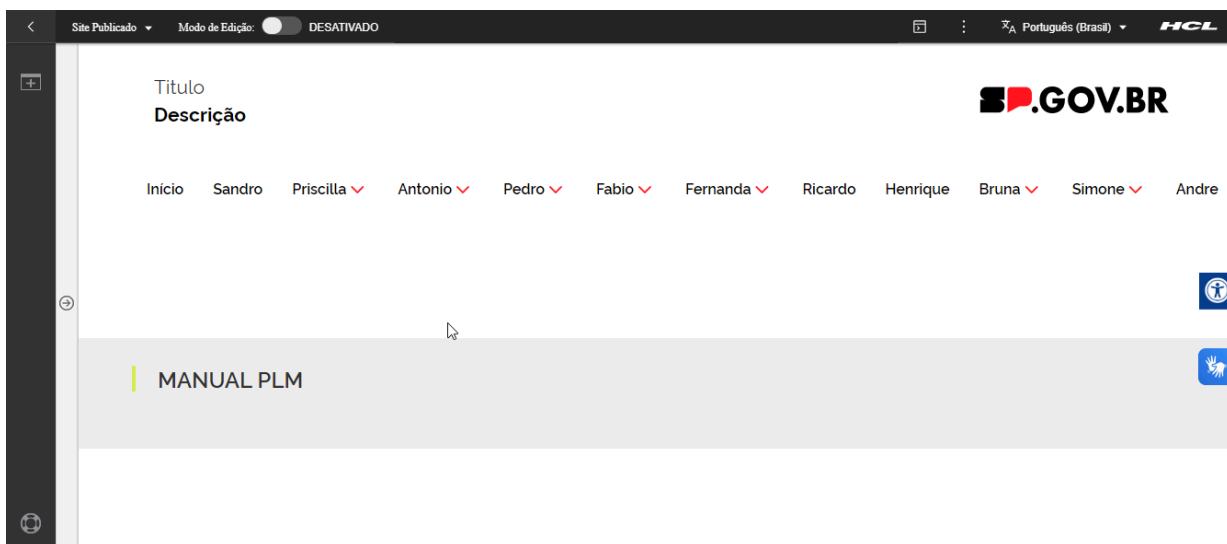 Site Publicado Modo de Edição: DESATIVADO Português (Brasil) HCL
Titulo
Descrição
SP.GOV.BR
Início Sandro Priscilla Antonio Pedro Fabio Fernanda Ricardo Henrique Bruna Simone Andre
MANUAL PLM